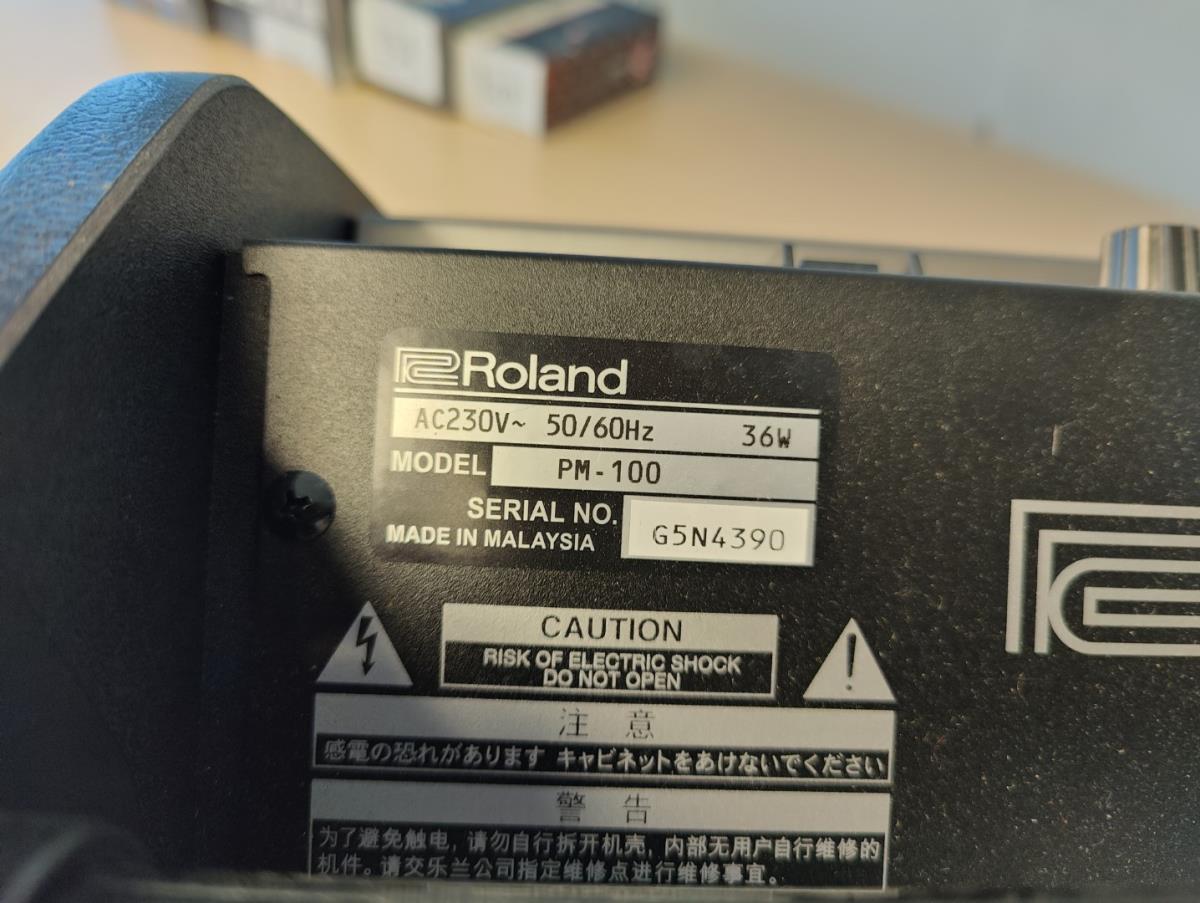 Roland
AC230V~ 50/60Hz 36W
MODEL PM-100
SERIAL NO. G5N4390
MADE IN MALAYSIA
CAUTION
RISK OF ELECTRIC SHOCK
DO NOT OPEN
注 意
感電の恐れがあります キャビネットをあけないでください
警 告
为了避免触电，请勿自行拆开机壳，内部无用户自行维修的
机件。请交乐兰公司指定维修点进行维修事宜。